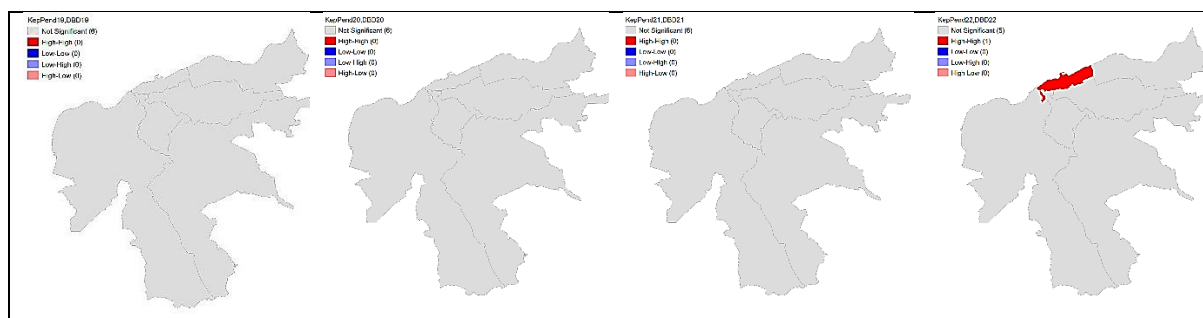 KepPend19,DBD19
Not Significant (6)
High-High (0)
Low-Low (0)
Low-High (0)
High-Low (0)
KepPend20,DBD20
Not Significant (6)
High-High (0)
Low-Low (0)
Low-High (0)
High-Low (0)
KepPend21,DBD21
Not Significant (6)
High-High (0)
Low-Low (0)
Low-High (0)
High-Low (0)
KepPend22,DBD22
Not Significant (5)
High-High (1)
Low-Low (0)
Low-High (0)
High-Low (0)